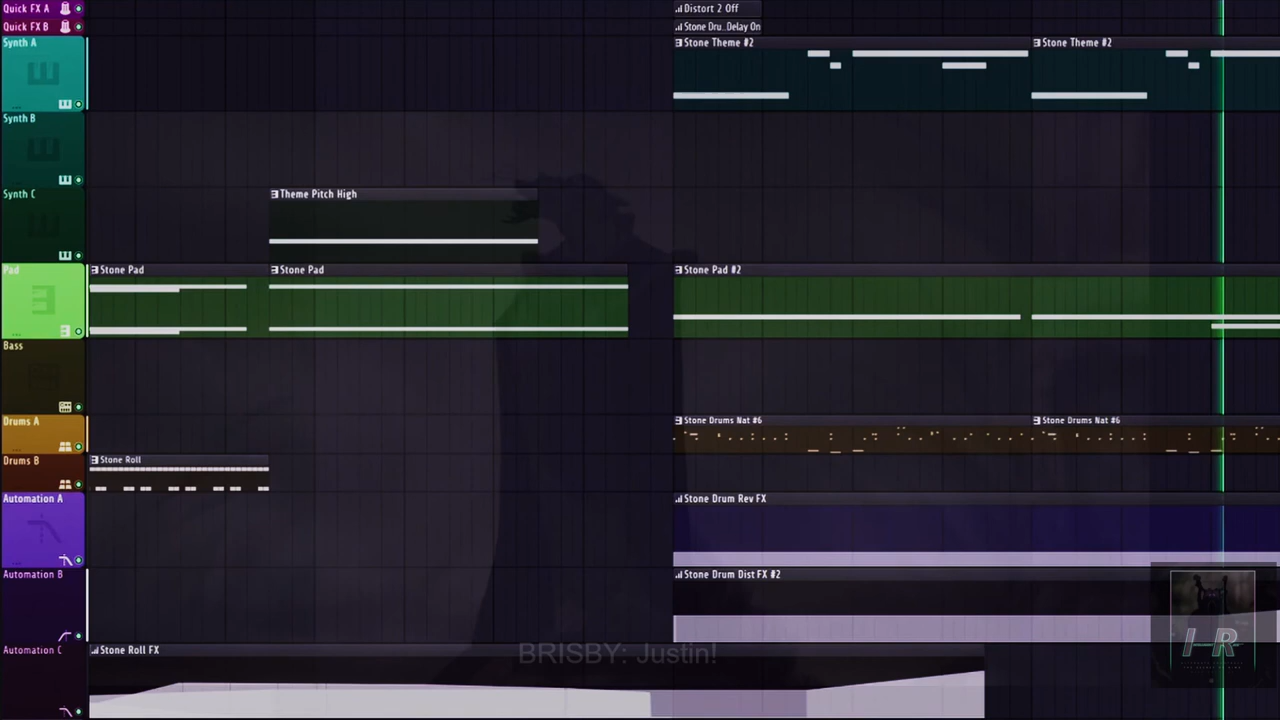 Quick FX A
Distort 2 Off
Quick FX B
Stone Dru..Delay On
Synth A
Stone Theme #2
Stone Theme #2
Synth B
Synth C
Theme Pitch High
Pad
Stone Pad
Stone Pad
Stone Pad #2
Bass
Drums A
Stone Drums Nat #6
Stone Drums Nat #6
Drums B
Stone Roll
Automation A
Stone Drum Rev FX
Automation B
Stone Drum Dist FX #2
I-R
Automation C
Stone Roll FX
BRISBY: Justin!